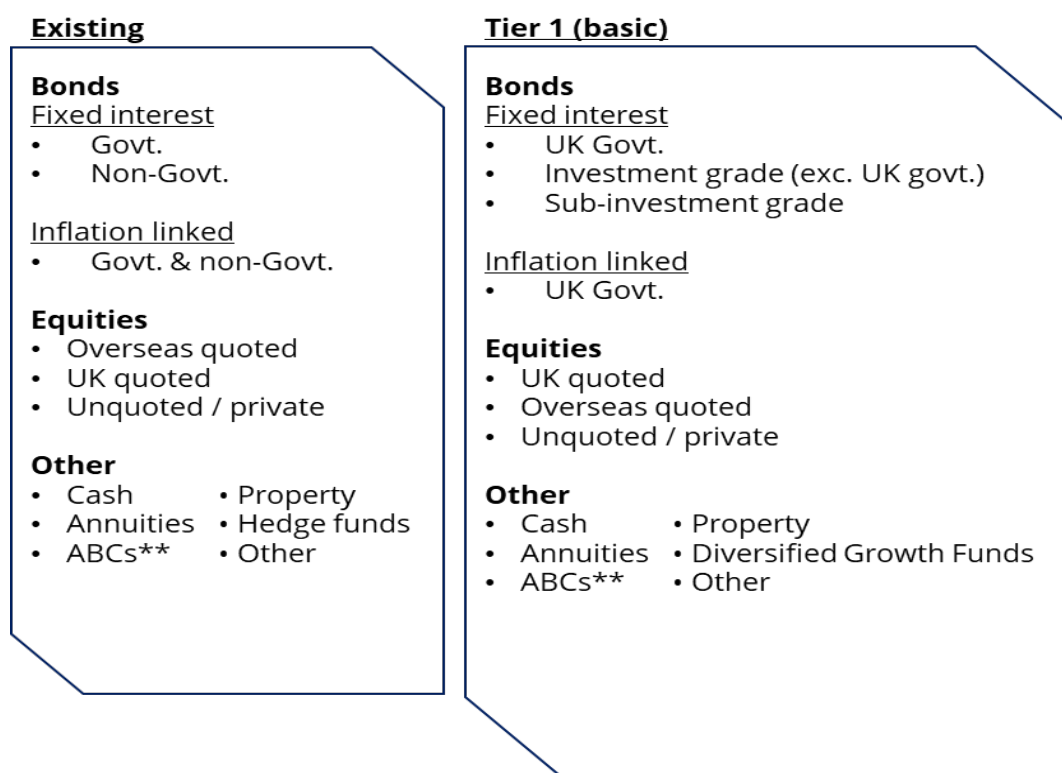 Existing
Bonds
Fixed interest
• Govt.
• Non-Govt.
Inflation linked
• Govt. & non-Govt.
Equities
• Overseas quoted
• UK quoted
• Unquoted / private
Other
• Cash • Property
• Annuities • Hedge funds
• ABCs** • Other
Tier 1 (basic)
Bonds
Fixed interest
• UK Govt.
• Investment grade (exc. UK govt.)
• Sub-investment grade
Inflation linked
• UK Govt.
Equities
• UK quoted
• Overseas quoted
• Unquoted / private
Other
• Cash • Property
• Annuities • Diversified Growth Funds
• ABCs** • Other